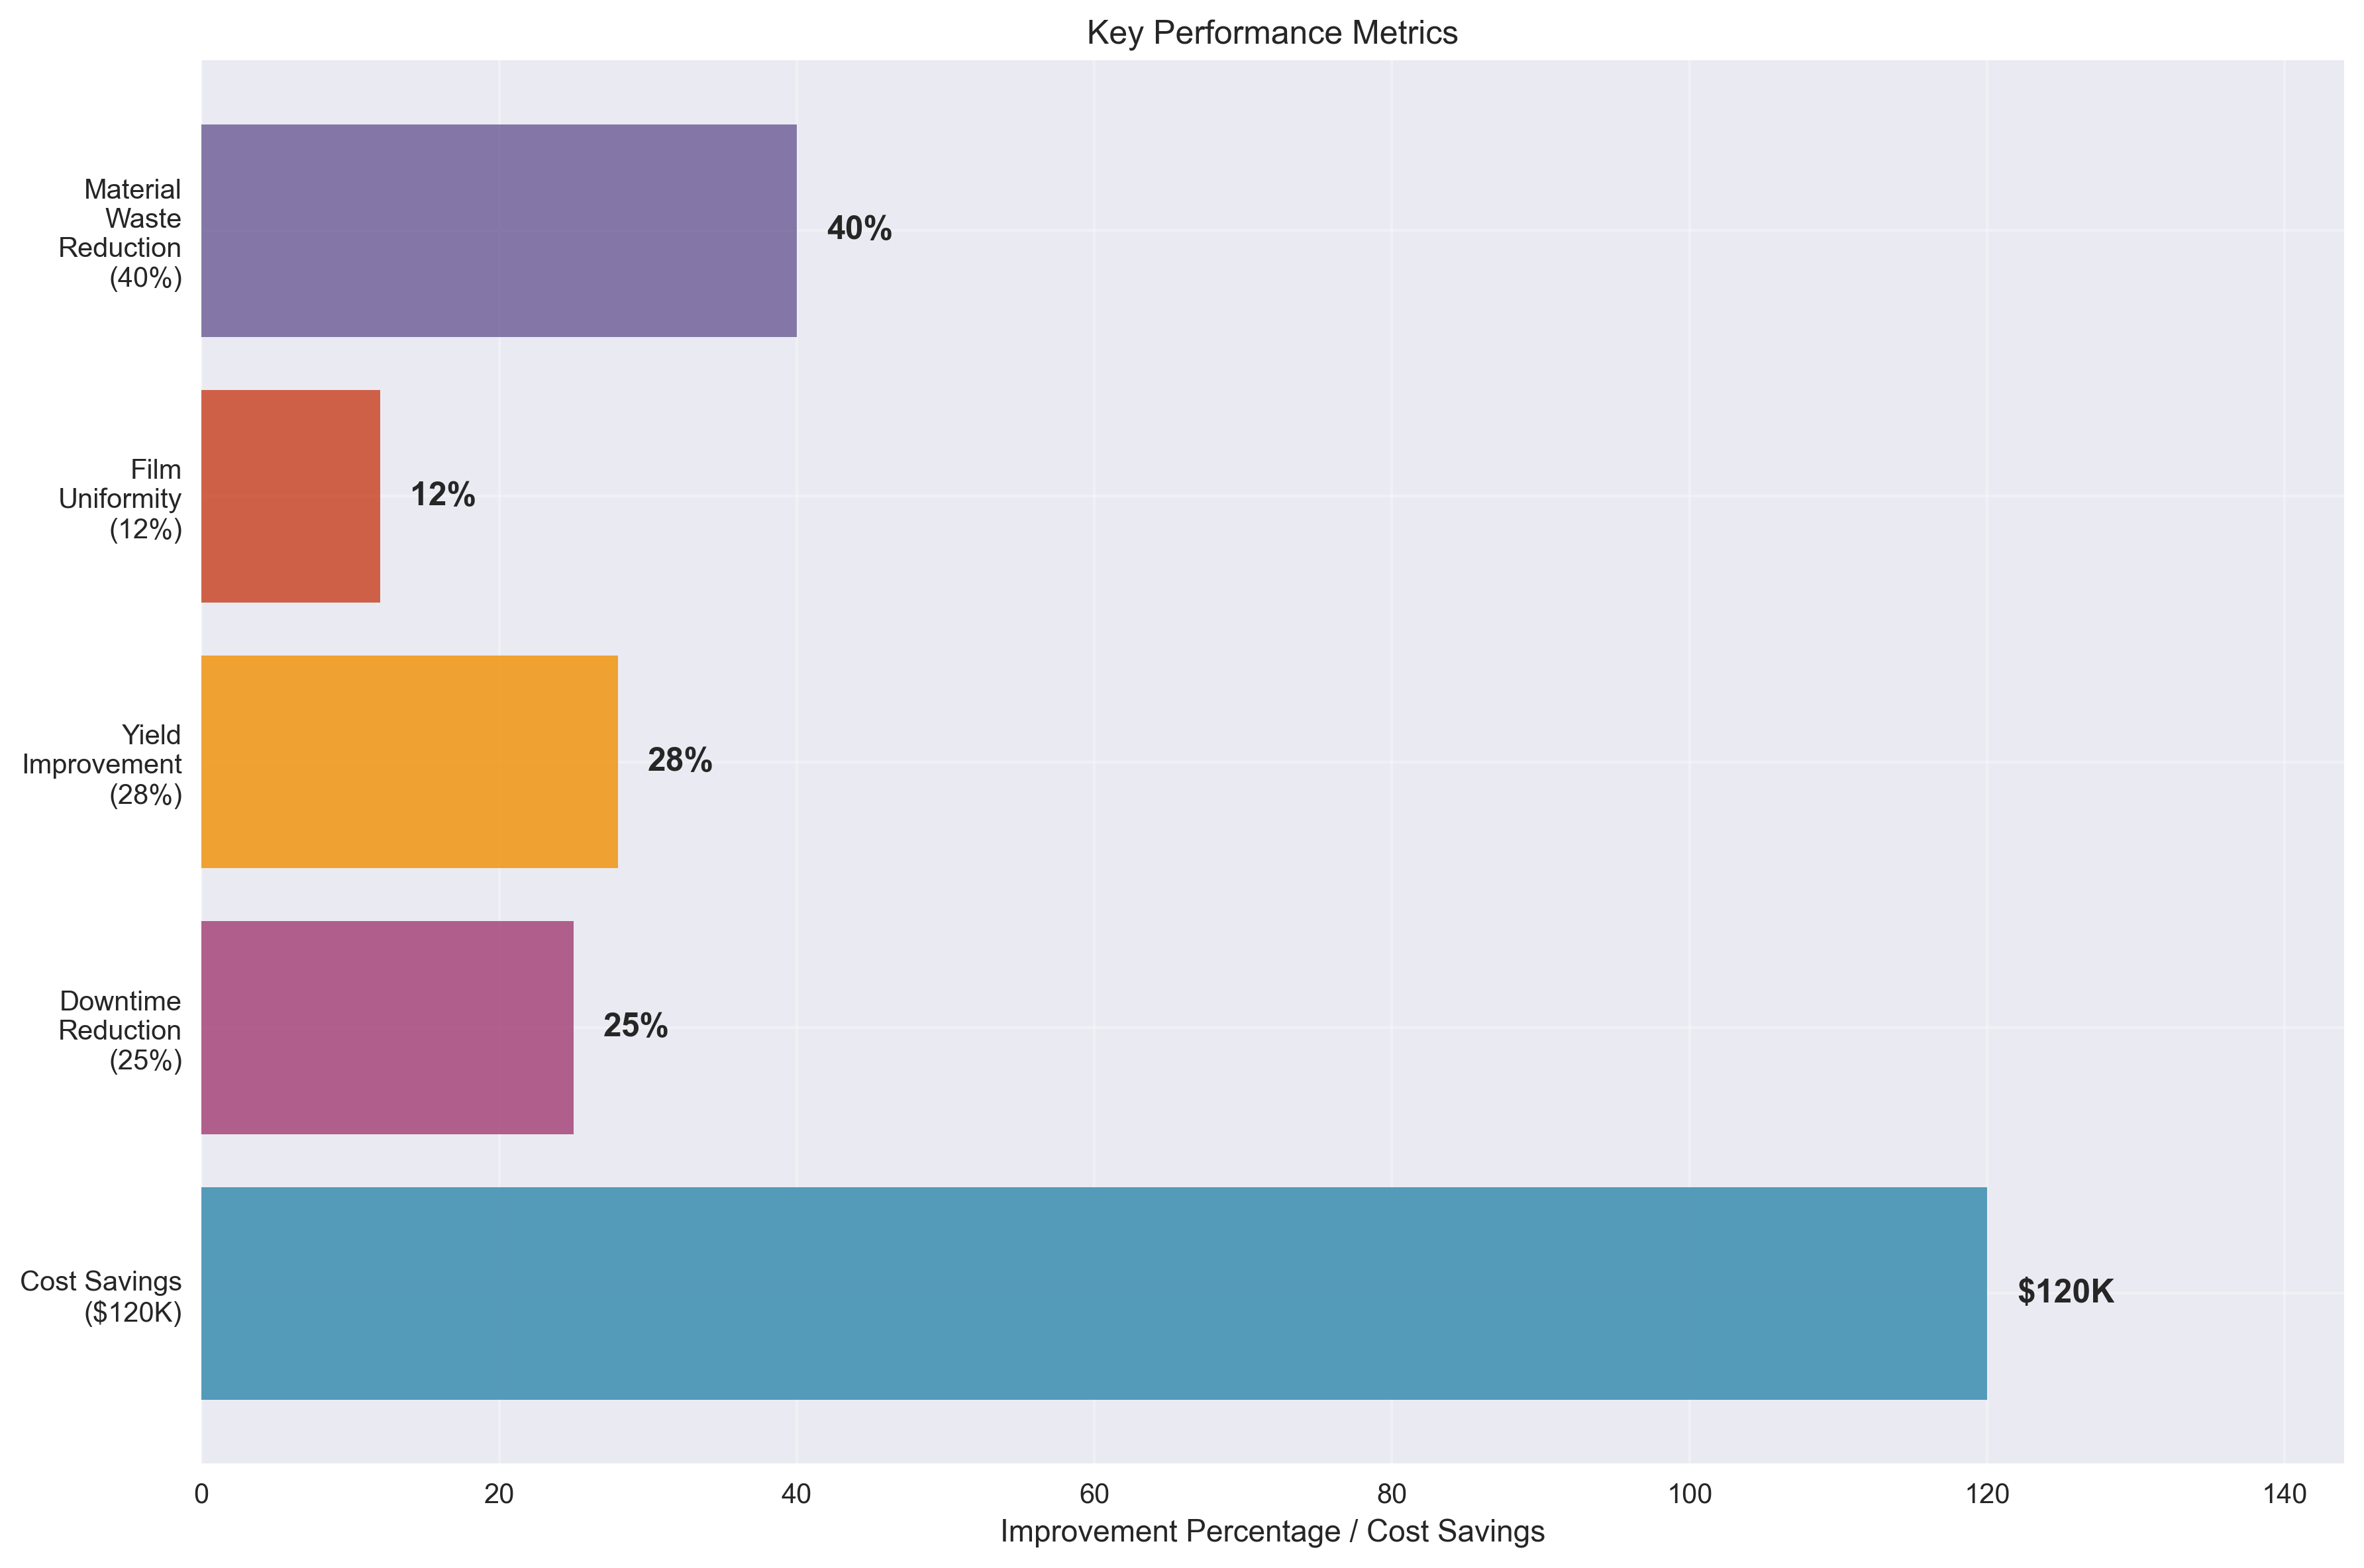 Key Performance Metrics
Material
Waste
Reduction
(40%)
40%
Film
Uniformity
(12%)
12%
Yield
Improvement
(28%)
28%
Downtime
Reduction
(25%)
25%
Cost Savings
($120K)
$120K
0 20 40 60 80 100 120 140
Improvement Percentage / Cost Savings